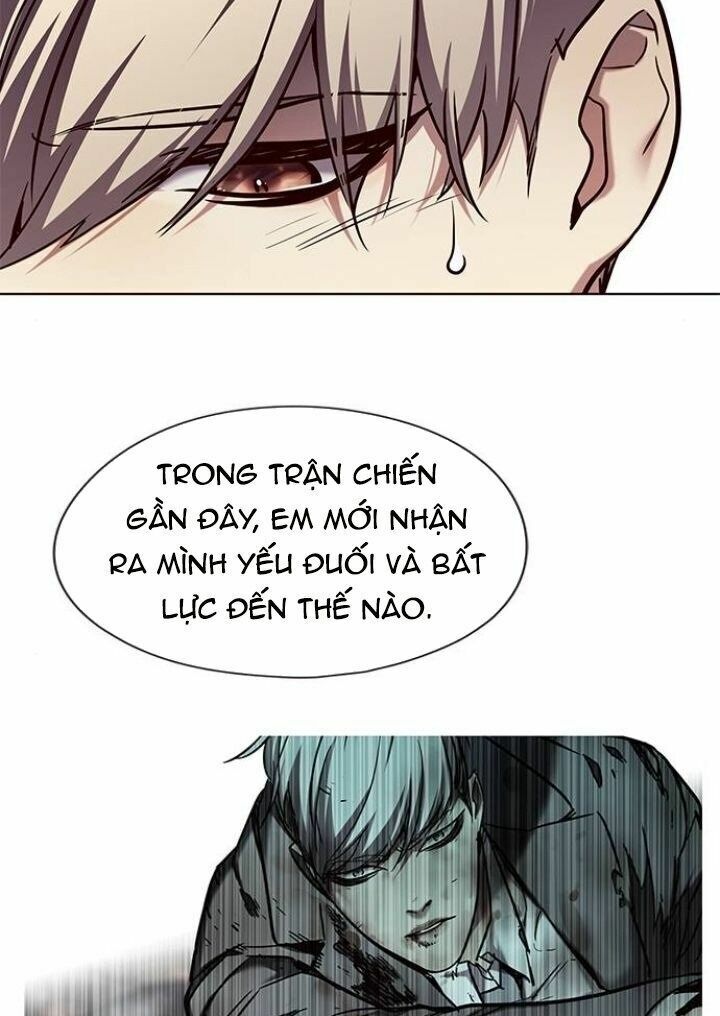 TRONG TRẬN CHIẾN
GẦN ĐÂY, EM MỚI NHẬN
RA MÌNH YẾU ĐUỐI VÀ BẤT
LỰC ĐẾN THẾ NÀO.